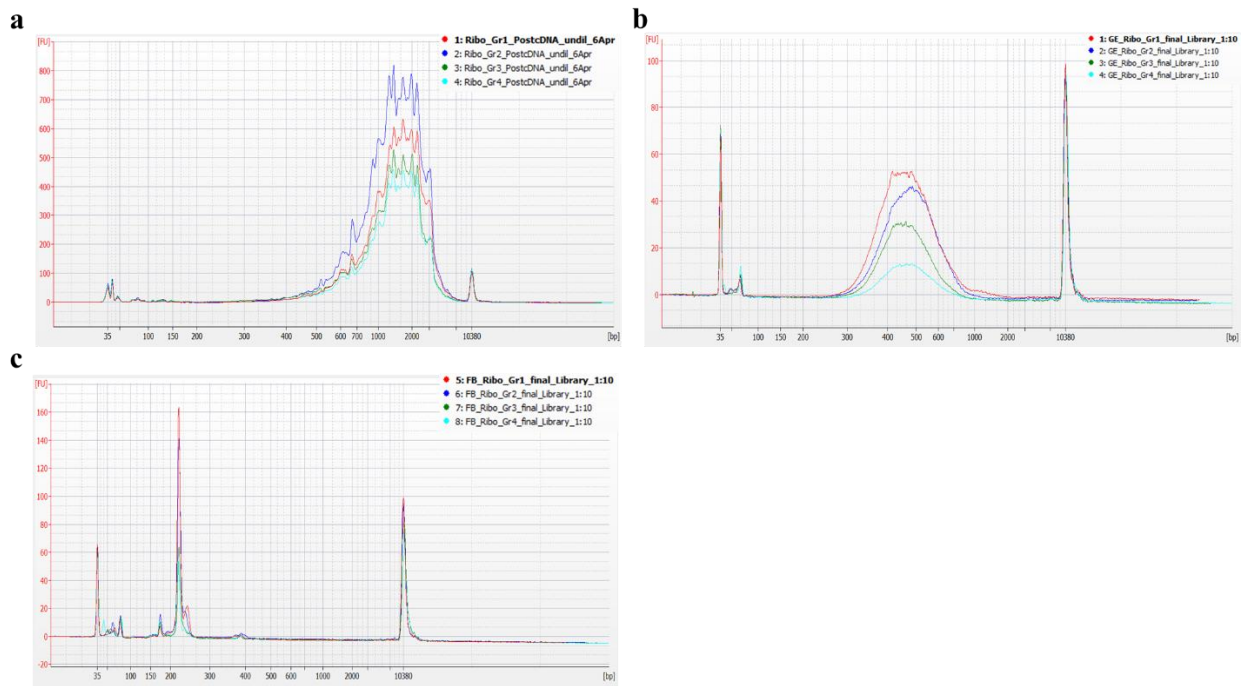 a
[FU]
1: Ribo_Gr1_PostcDNA_undil_6Apr
2: Ribo_Gr2_PostcDNA_undil_6Apr
3: Ribo_Gr3_PostcDNA_undil_6Apr
4: Ribo_Gr4_PostcDNA_undil_6Apr
800
700
600
500
400
300
200
100
0
35 100 150 200 300 400 500 600 700 1000 2000 10380 [bp]
b
[FU]
1: GE_Ribo_Gr1_final_Library_1:10
2: GE_Ribo_Gr2_final_Library_1:10
3: GE_Ribo_Gr3_final_Library_1:10
4: GE_Ribo_Gr4_final_Library_1:10
100
80
60
40
20
0
35 100 150 200 300 400 500 600 1000 2000 10380 [bp]
c
[FU]
5: FB_Ribo_Gr1_final_Library_1:10
6: FB_Ribo_Gr2_final_Library_1:10
7: FB_Ribo_Gr3_final_Library_1:10
8: FB_Ribo_Gr4_final_Library_1:10
160
140
120
100
80
60
40
20
0
-20
35 100 150 200 300 400 500 600 1000 2000 10380 [bp]